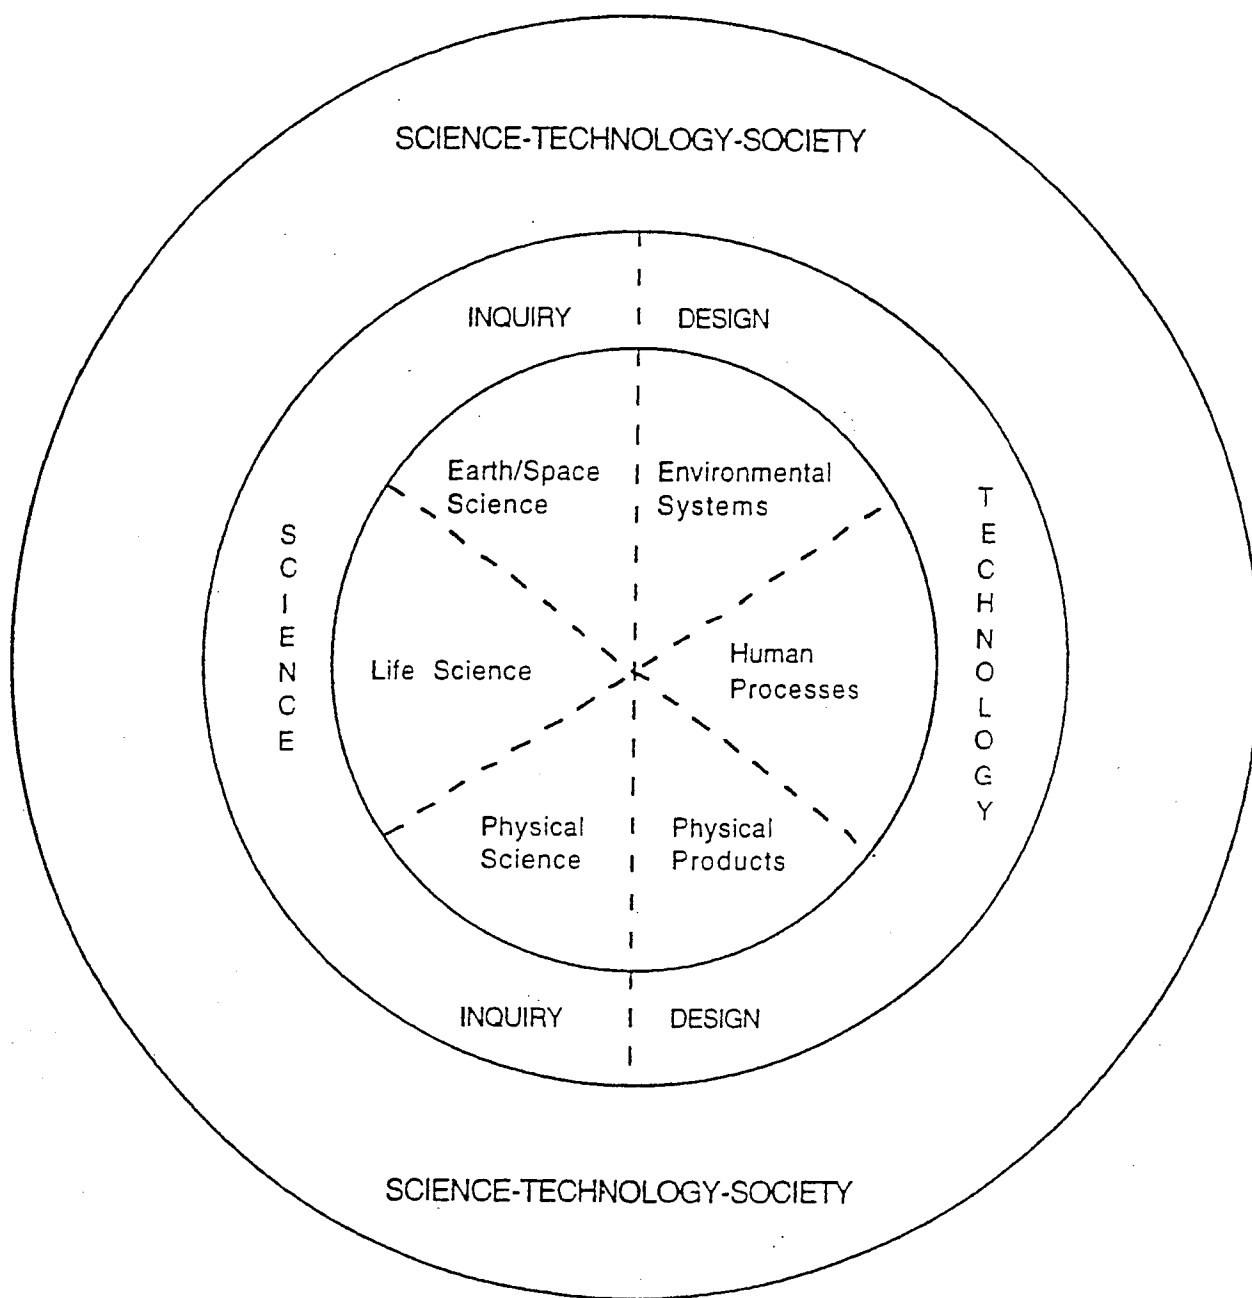 SCIENCE-TECHNOLOGY-SOCIETY
INQUIRY
DESIGN
Earth/Space
Science
Environmental
Systems
SCIENCE
TECHNOLOGY
Life Science
Human
Processes
Physical
Science
Physical
Products
INQUIRY
DESIGN
SCIENCE-TECHNOLOGY-SOCIETY